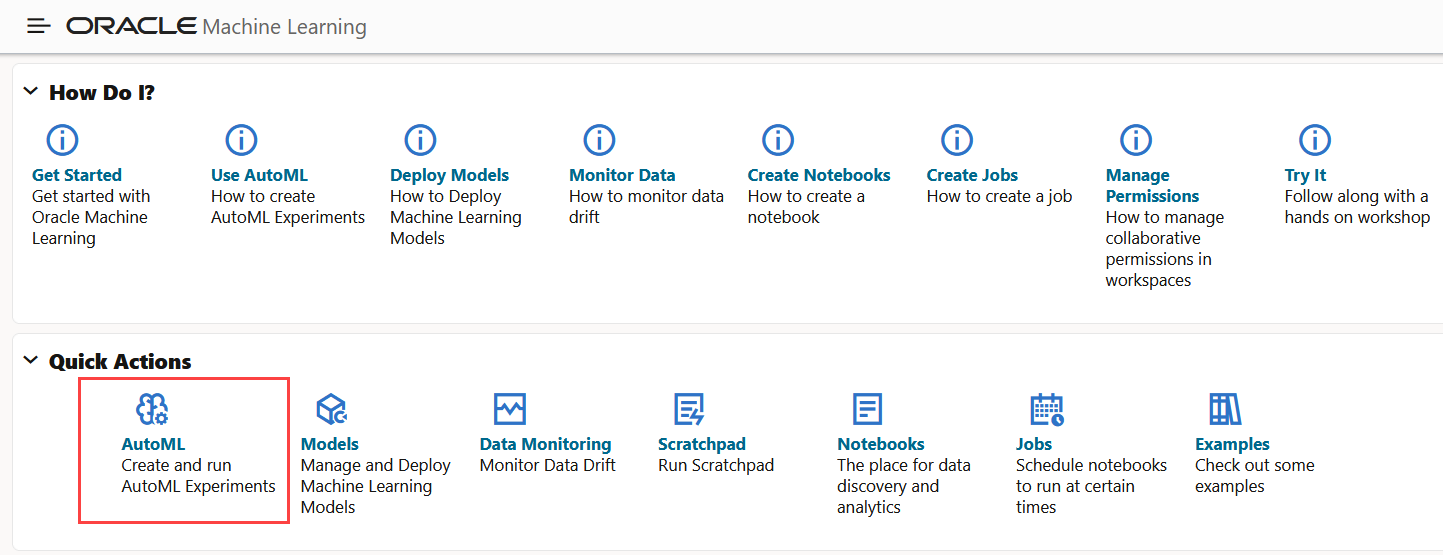 ORACLE Machine Learning
How Do I?
Get Started
Get started with
Oracle Machine
Learning
Use AutoML
How to create
AutoML Experiments
Deploy Models
How to Deploy
Machine Learning
Models
Monitor Data
How to monitor data
drift
Create Notebooks
How to create a
notebook
Create Jobs
How to create a job
Manage
Permissions
How to manage
collaborative
permissions in
workspaces
Try It
Follow along with a
hands on workshop
Quick Actions
AutoML
Create and run
AutoML Experiments
Models
Manage and Deploy
Machine Learning
Models
Data Monitoring
Monitor Data Drift
Scratchpad
Run Scratchpad
Notebooks
The place for data
discovery and
analytics
Jobs
Schedule notebooks
to run at certain
times
Examples
Check out some
examples